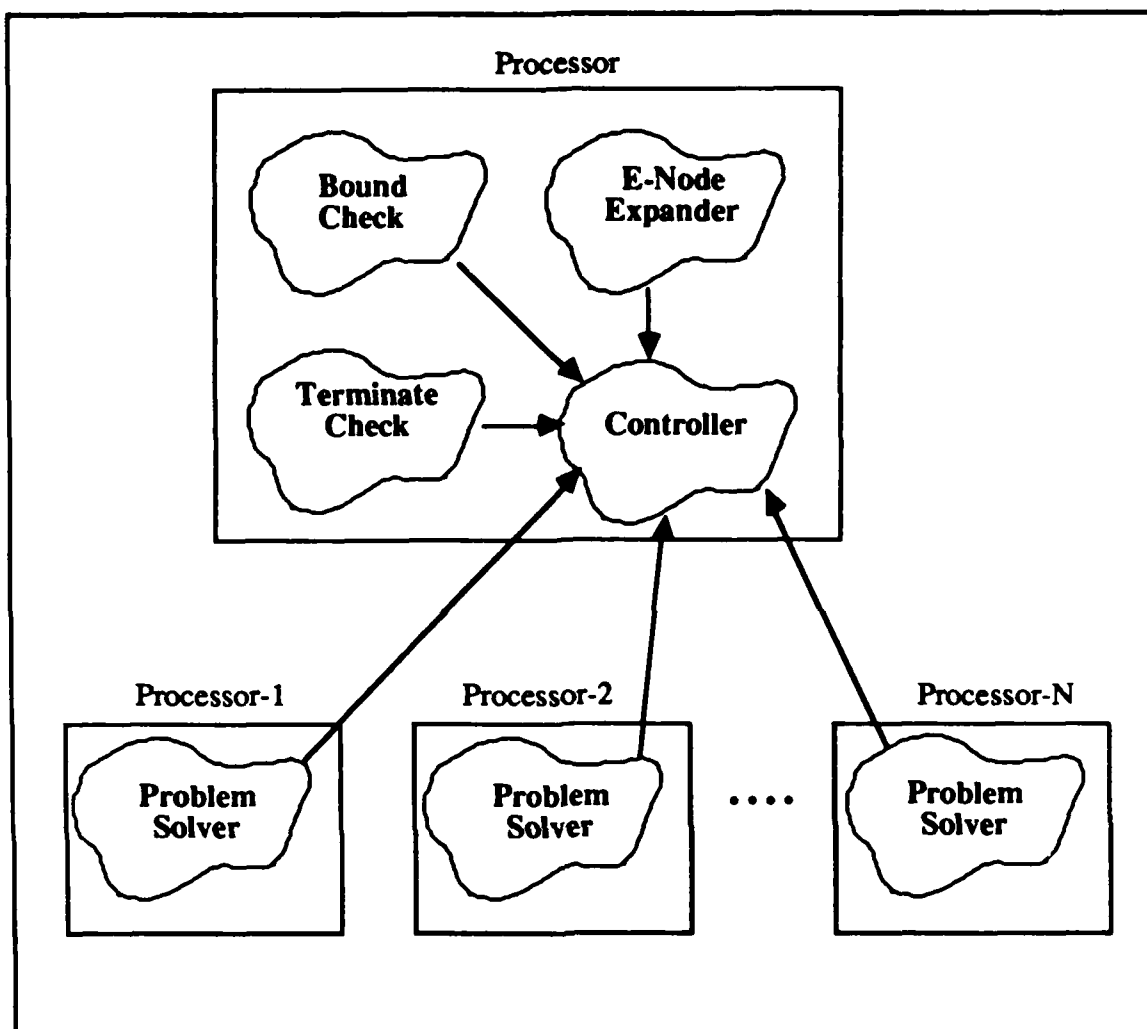 Processor
Bound
Check
E-Node
Expander
Terminate
Check
Controller
Processor-1
Processor-2
Processor-N
Problem
Solver
Problem
Solver
....
Problem
Solver